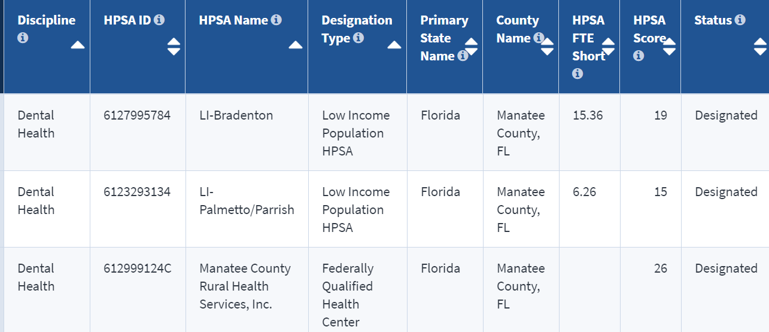 Discipline HPSA ID HPSA Name Designation Type Primary State Name County Name HPSA FTE Short HPSA Score Status
Dental Health 6127995784 LI-Bradenton Low Income Population HPSA Florida Manatee County, FL 15.36 19 Designated
Dental Health 6123293134 LI-Palmetto/Parrish Low Income Population HPSA Florida Manatee County, FL 6.26 15 Designated
Dental Health 612999124C Manatee County Rural Health Services, Inc. Federally Qualified Health Center Florida Manatee County, FL 26 Designated